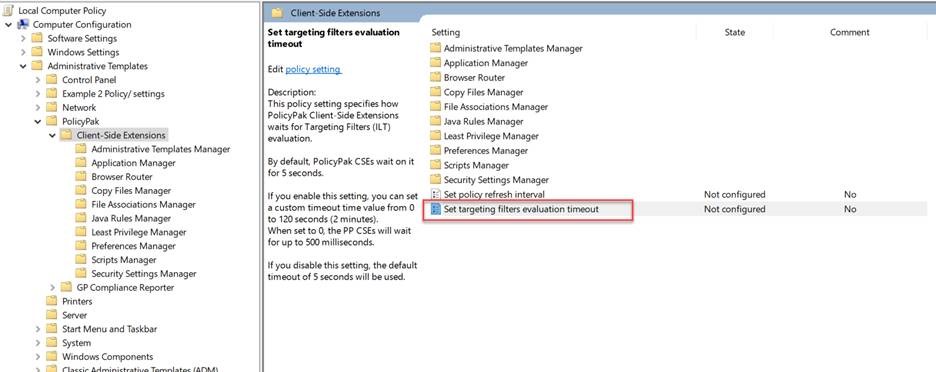 Local Computer Policy
Computer Configuration
Software Settings
Windows Settings
Administrative Templates
Control Panel
Example 2 Policy/ settings
Network
PolicyPak
Client-Side Extensions
Administrative Templates Manager
Application Manager
Browser Router
Copy Files Manager
File Associations Manager
Java Rules Manager
Least Privilege Manager
Preferences Manager
Scripts Manager
Security Settings Manager
GP Compliance Reporter
Printers
Server
Start Menu and Taskbar
System
Windows Components
Classic Administrative Templates (ADM)
Client-Side Extensions
Set targeting filters evaluation
timeout
Edit policy setting
Description:
This policy setting specifies how
PolicyPak Client-Side Extensions
waits for Targeting Filters (ILT)
evaluation.
By default, PolicyPak CSEs wait on it
for 5 seconds.
If you enable this setting, you can set
a custom timeout time value from 0
to 120 seconds (2 minutes).
When set to 0, the PP CSEs will wait
for up to 500 milliseconds.
If you disable this setting, the default
timeout of 5 seconds will be used.
Setting State Comment
Administrative Templates Manager
Application Manager
Browser Router
Copy Files Manager
File Associations Manager
Java Rules Manager
Least Privilege Manager
Preferences Manager
Scripts Manager
Security Settings Manager
Set policy refresh interval Not configured No
Set targeting filters evaluation timeout Not configured No